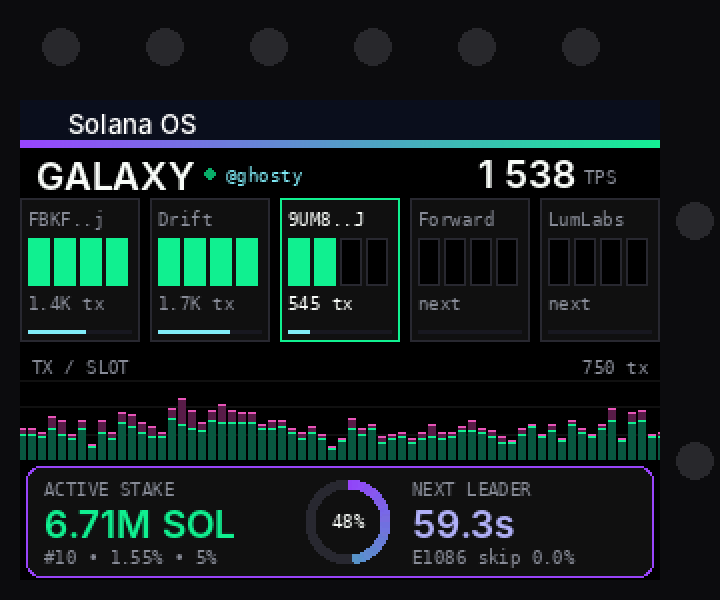 Solana OS
GALAXY @ghosty 1 538 TPS
FBKF..j Drift 9UM8..J Forward LumLabs
1.4K tx 1.7K tx 545 tx next next
TX / SLOT 750 tx
ACTIVE STAKE NEXT LEADER
6.71M SOL 48% 59.3s
#10 • 1.55% • 5% E1086 skip 0.0%